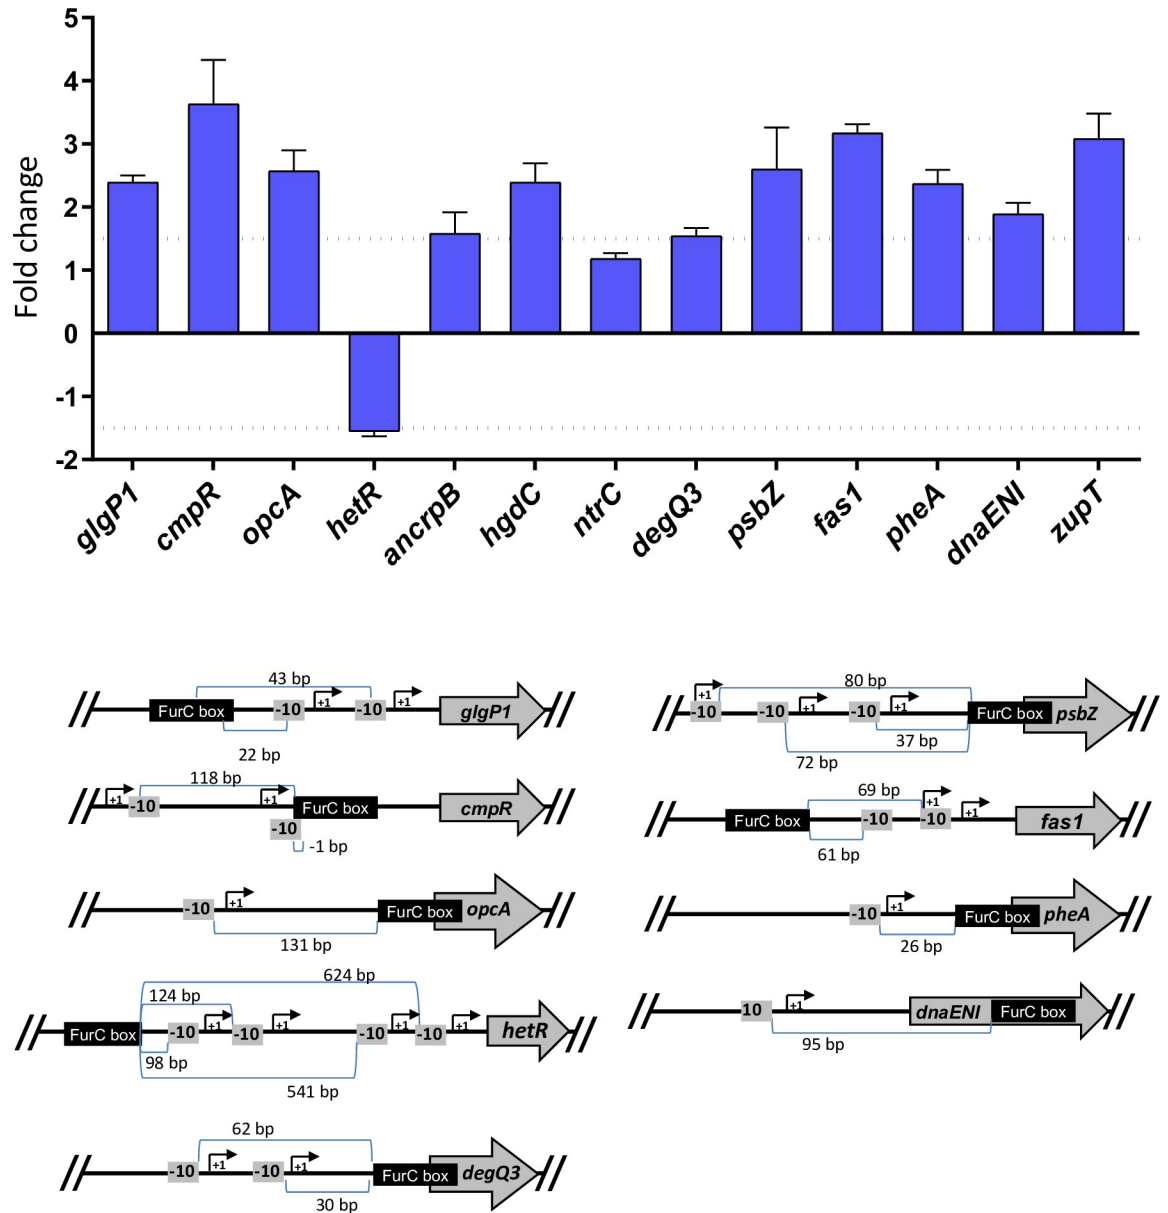 5
4
3
2
1
0
-1
-2
Fold change
glgP1
cmpR
opcA
hetR
ancrpB
hgdC
ntrC
degQ3
psbZ
fas1
pheA
dnaENI
zupT
43 bp
FurC box
-10
+1
-10
+1
glgP1
22 bp
118 bp
+1
-10
+1
FurC box
cmpR
-10
-1 bp
-10
+1
FurC box
opcA
131 bp
624 bp
124 bp
FurC box
-10
+1
-10
+1
-10
+1
-10
+1
hetR
98 bp
541 bp
62 bp
-10
+1
-10
+1
FurC box
degQ3
30 bp
80 bp
+1
-10
-10
+1
-10
+1
FurC box
psbZ
37 bp
72 bp
69 bp
FurC box
-10
+1
-10
+1
fas1
61 bp
-10
+1
FurC box
pheA
26 bp
10
+1
dnaENI
FurC box
95 bp